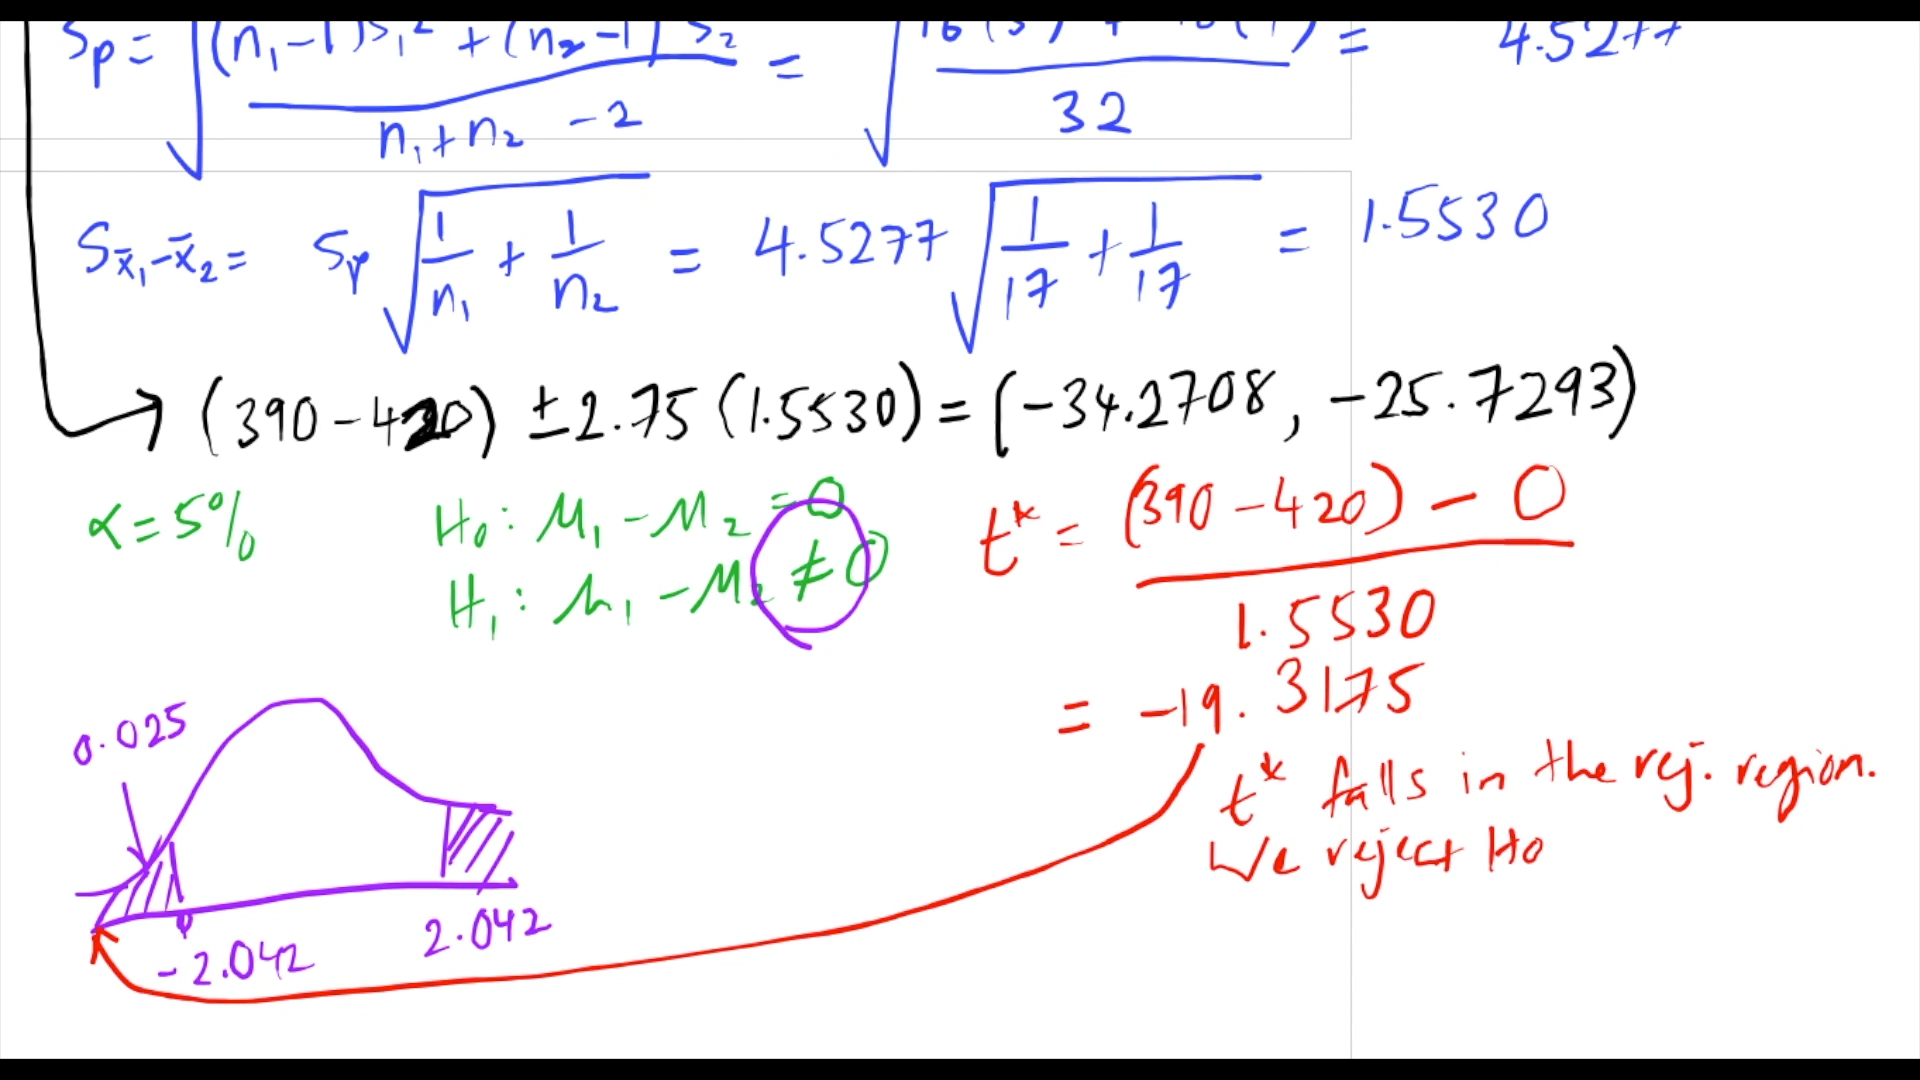 Sp = √((n₁-1)s₁² + (n₂-1) s₂ / n₁+n₂ -2) = √( / 32) = 4.5277
S x̄₁-x̄₂ = Sp √(1/n₁ + 1/n₂) = 4.5277 √(1/17 + 1/17) = 1.5530
(390-420) ± 2.75 (1.5530) = (-34.2708, -25.7293)
α = 5%
H₀: μ₁ - μ₂ = 0
H₁: μ₁ - μ₂ ≠ 0
t* = (390-420) - 0 / 1.5530
= -19.3175
t* falls in the rej. region.
We reject H₀
0.025
-2.042
2.042